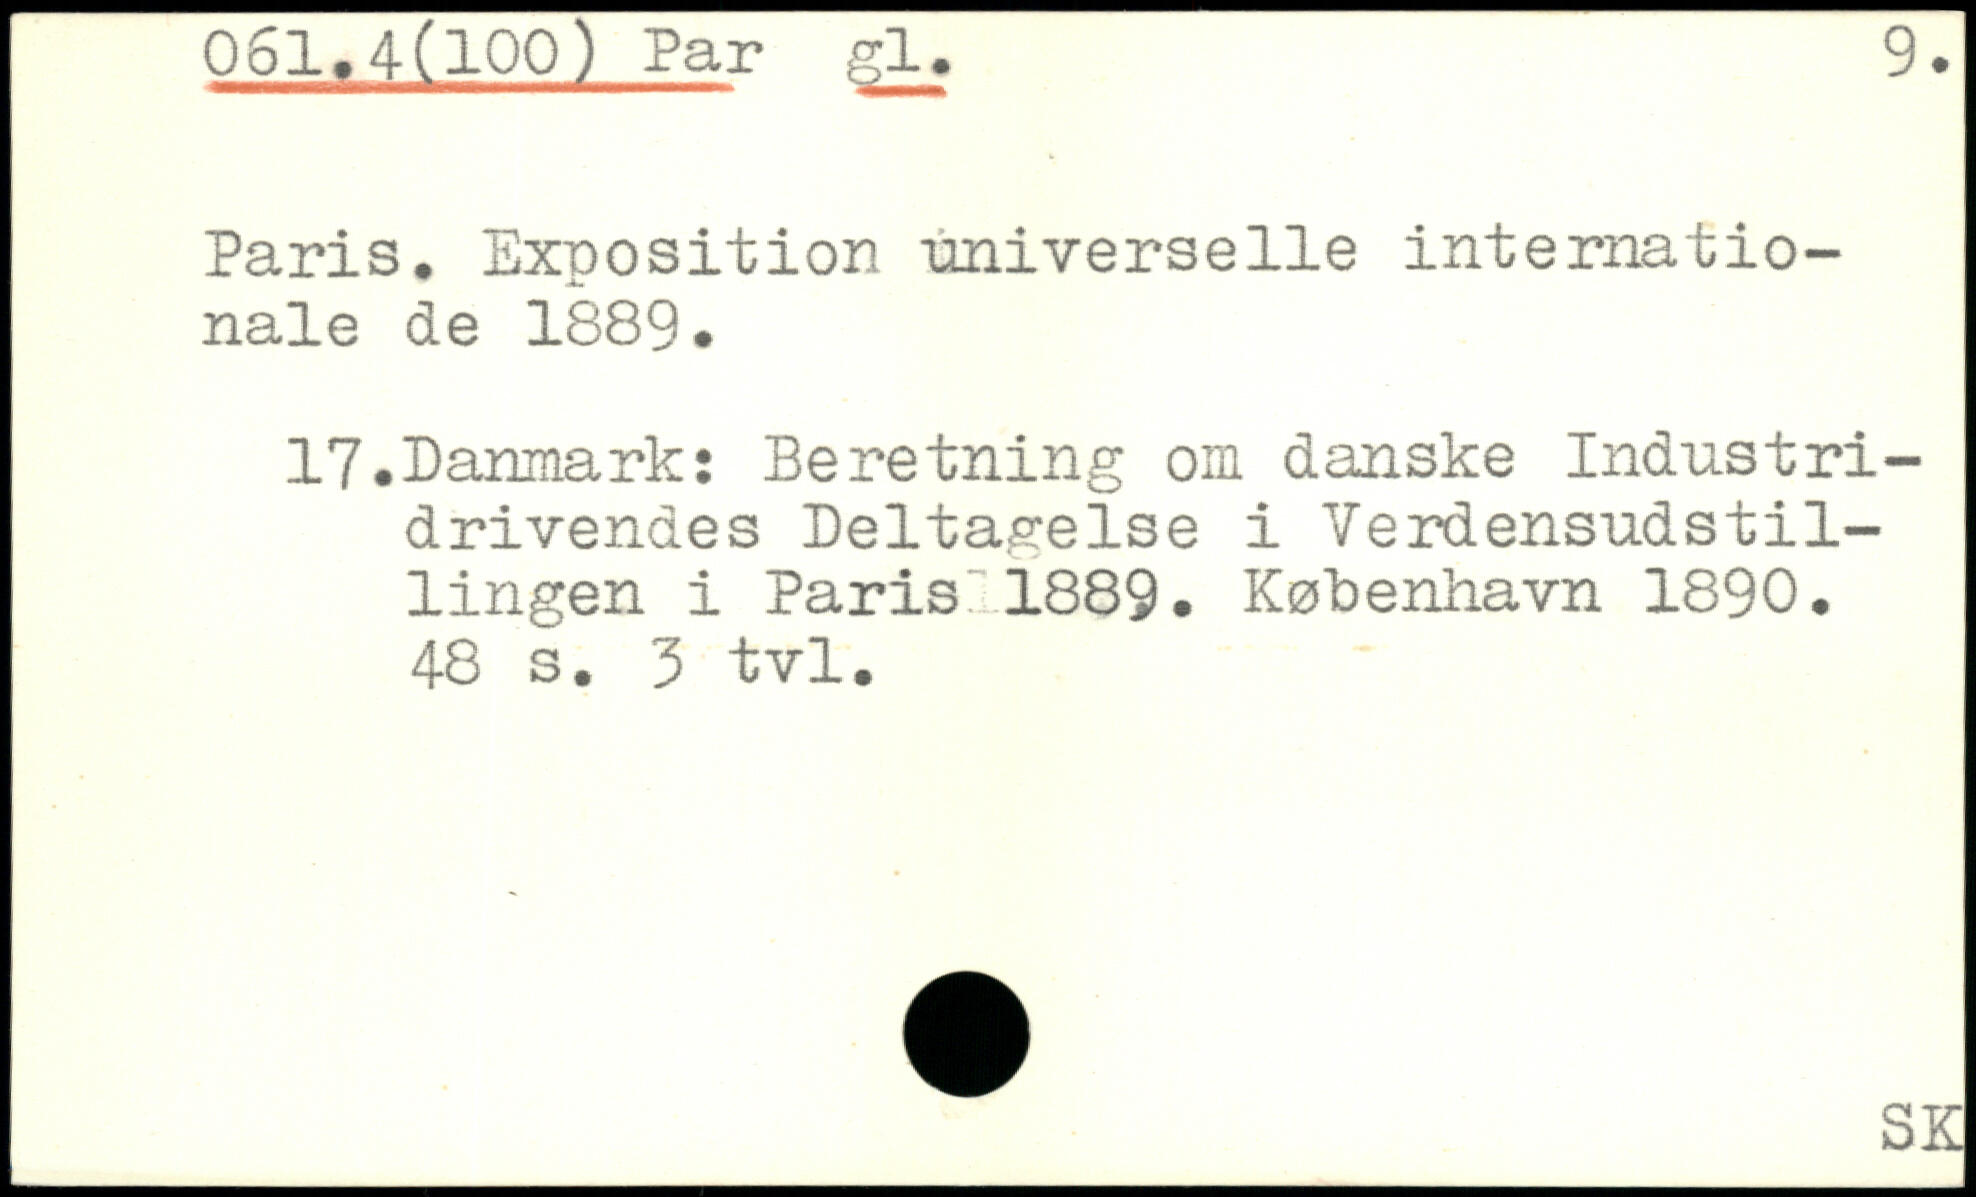 061.4(100) Par gl. 9.
Paris. Exposition universelle internatio-
nale de 1889.
17.Danmark: Beretning om danske Industri-
drivendes Deltagelse i Verdensudstil-
lingen i Paris 1889. København 1890.
48 s. 3 tvl.
SK